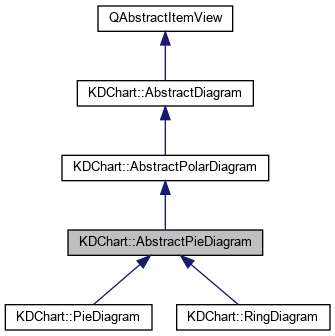 QAbstractItemView
KDChart::AbstractDiagram
KDChart::AbstractPolarDiagram
KDChart::AbstractPieDiagram
KDChart::PieDiagram
KDChart::RingDiagram